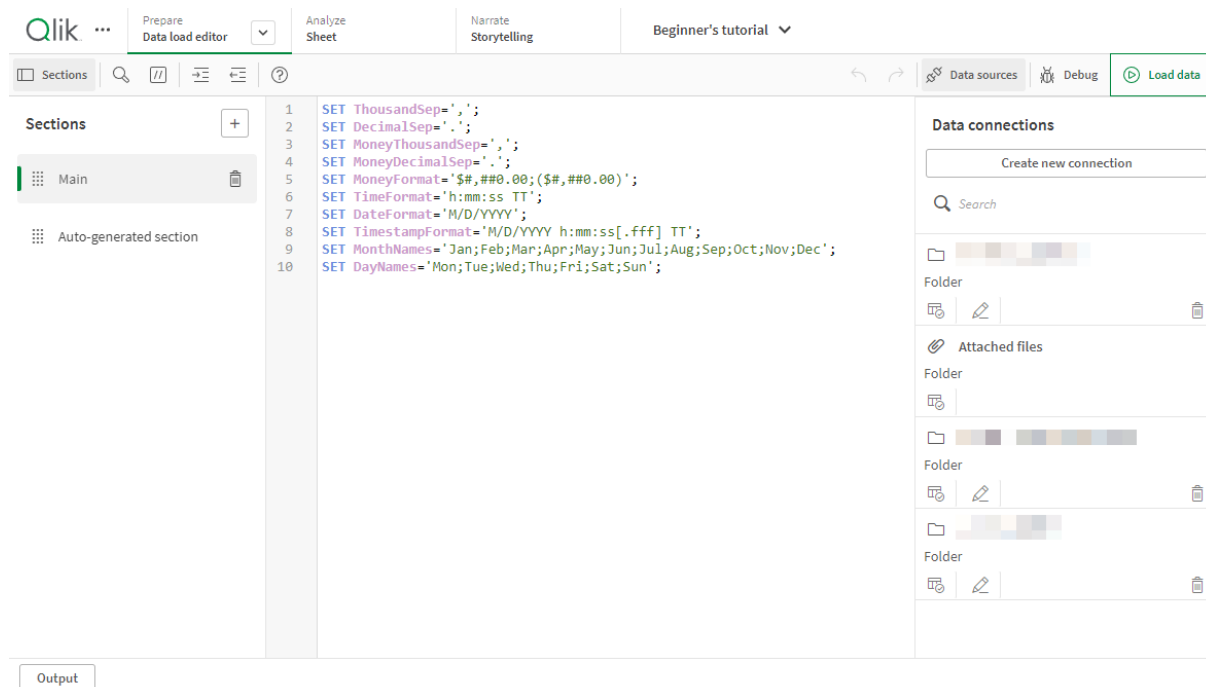 Qlik
Prepare
Data load editor
Analyze
Sheet
Narrate
Storytelling
Beginner's tutorial
Sections
Data sources
Debug
Load data
Sections
Main
Auto-generated section
1 SET ThousandSep=',';
2 SET DecimalSep='.';
3 SET MoneyThousandSep=',';
4 SET MoneyDecimalSep='.';
5 SET MoneyFormat='$#,##0.00;($#,##0.00)';
6 SET TimeFormat='h:mm:ss TT';
7 SET DateFormat='M/D/YYYY';
8 SET TimestampFormat='M/D/YYYY h:mm:ss[.fff] TT';
9 SET MonthNames='Jan;Feb;Mar;Apr;May;Jun;Jul;Aug;Sep;Oct;Nov;Dec';
10 SET DayNames='Mon;Tue;Wed;Thu;Fri;Sat;Sun';
Data connections
Create new connection
Search
Folder
Attached files
Folder
Folder
Folder
Output